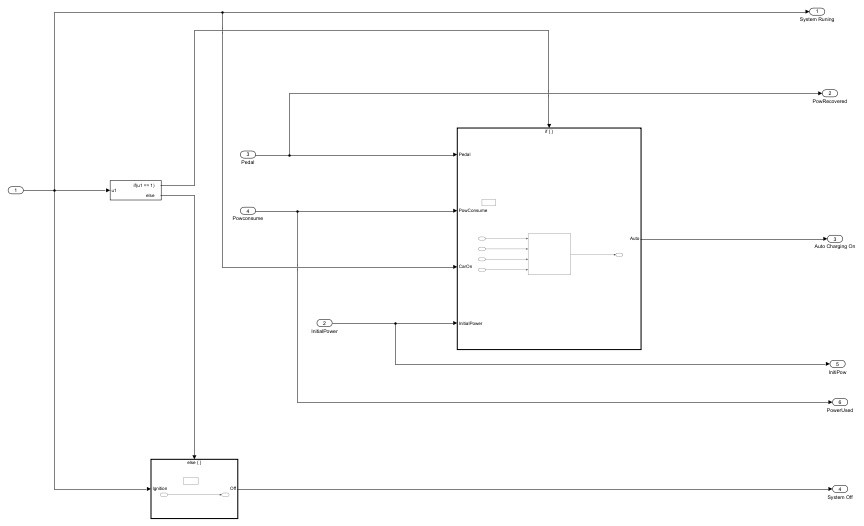 1
System Runing
2
PowRecovered
if { }
3
Pedal
Pedal
if(u1 == 1)
u1
else
1
4
Powconsume
PowConsume
Auto
3
Auto Charging On
CarOn
2
InitialPower
InitialPower
5
InitiPow
6
PowerUsed
else { }
Ignition
Off
4
System Off